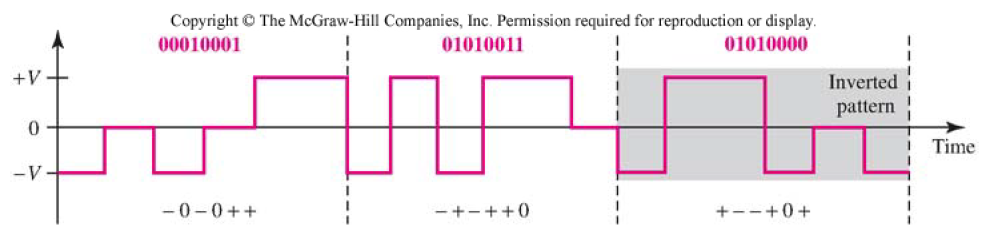 Copyright © The McGraw-Hill Companies, Inc. Permission required for reproduction or display.
00010001 01010011 01010000
+V
Inverted
pattern
0
Time
−V
− 0 − 0 + + − + − + + 0 + − − + 0 +